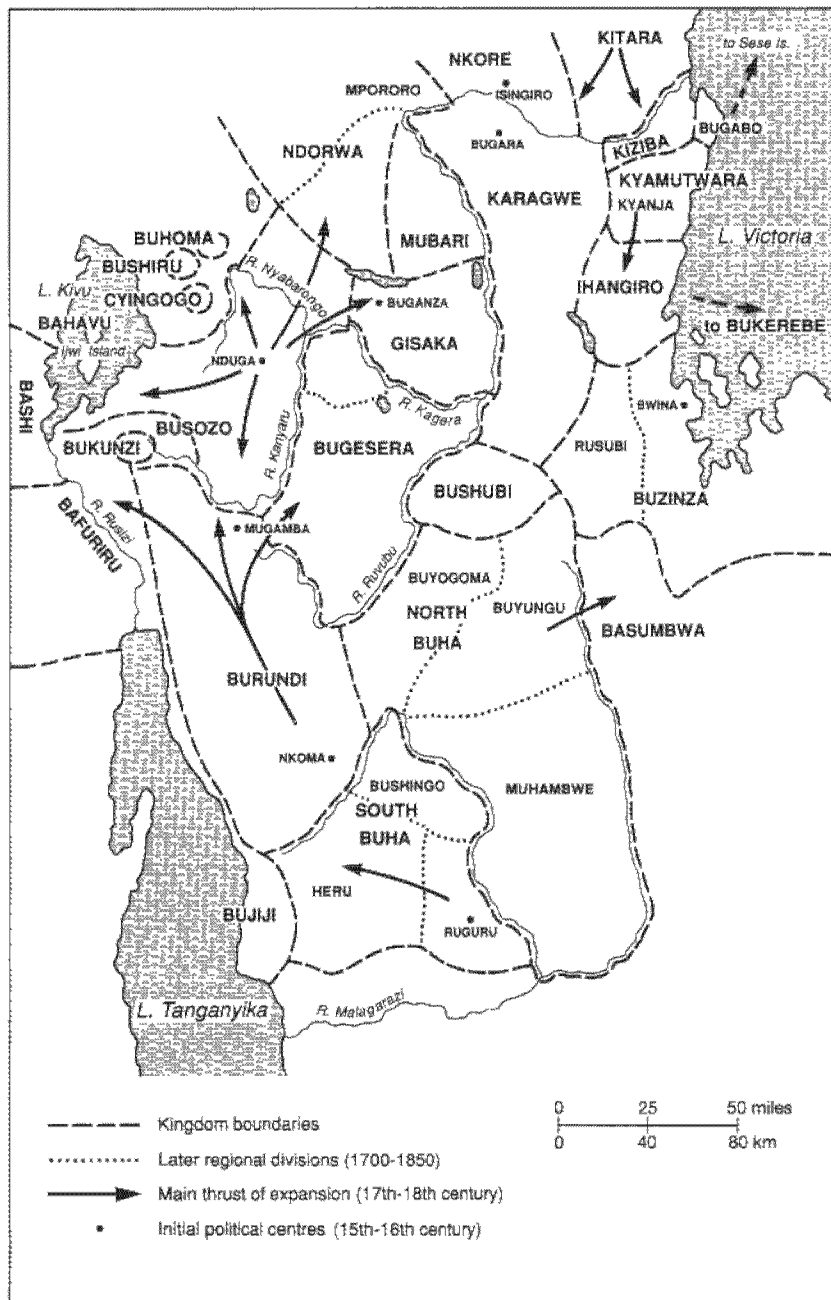 KITARA
to Sese Is.
NKORE
ISINGIRO
MPORORO
BUGABO
BUGARA
KIZIBA
NDORWA
KYAMUTWARA
KARAGWE
KYANJA
BUHOMA
MUBARI
L. Victoria
BUSHIRU
R. Nyabarongo
L. Kivu
CYINGOGO
IHANGIRO
BUGANZA
BAHAVU
GISAKA
to BUKEREBE
Ijwi Island
NDUGA
BASHI
R. Kagera
BWINA
BUSOZO
R. Kanyaru
BUKUNZI
BUGESERA
RUSUBI
BUSHUBI
BUZINZA
R. Rusizi
BAFURIRU
MUGAMBA
R. Ruvubu
BUYOGOMA
NORTH
BUHA
BUYUNGU
BASUMBWA
BURUNDI
NKOMA
BUSHINGO
MUHAMBWE
SOUTH
BUHA
HERU
BUJIJI
RUGURU
L. Tanganyika
R. Malagarazi
Kingdom boundaries
Later regional divisions (1700-1850)
Main thrust of expansion (17th-18th century)
Initial political centres (15th-16th century)
0 25 50 miles
0 40 80 km